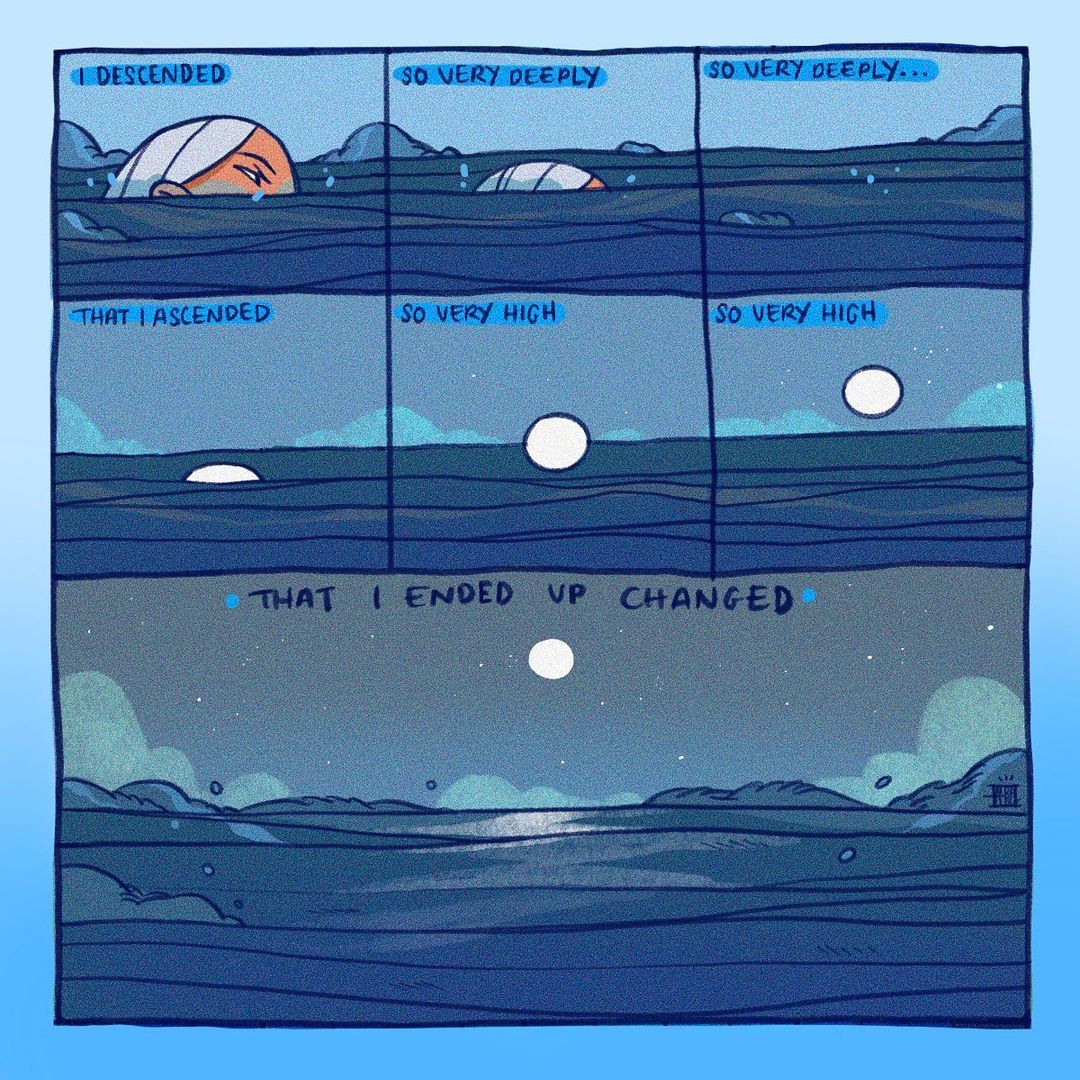 I DESCENDED
SO VERY DEEPLY
SO VERY DEEPLY...
THAT I ASCENDED
SO VERY HIGH
SO VERY HIGH
THAT I ENDED UP CHANGED